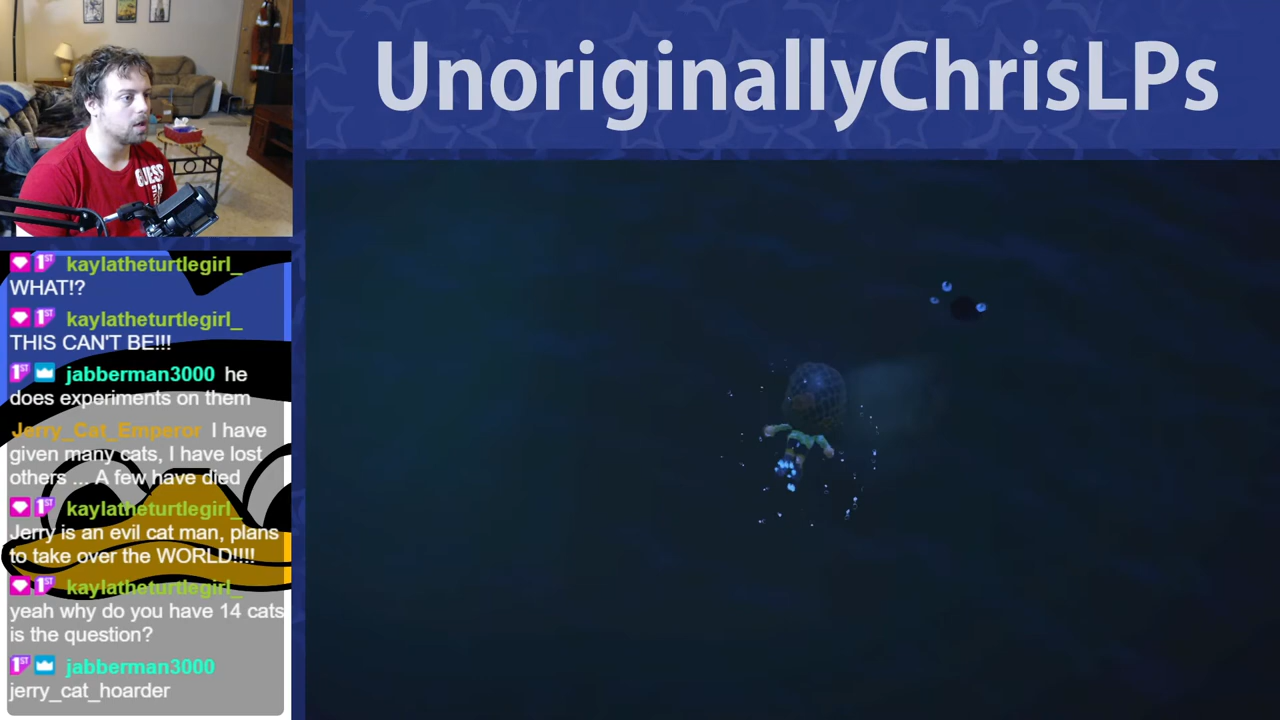 UnoriginallyChrisLPs
GUESS
kaylatheturtlegirl_
WHAT!?
kaylatheturtlegirl_
THIS CAN'T BE!!!
jabberman3000 he
does experiments on them
Jerry_Cat_Emperor I have
given many cats, I have lost
others ... A few have died
kaylatheturtlegirl_
Jerry is an evil cat man, plans
to take over the WORLD!!!!
kaylatheturtlegirl_
yeah why do you have 14 cats
is the question?
jabberman3000
jerry_cat_hoarder